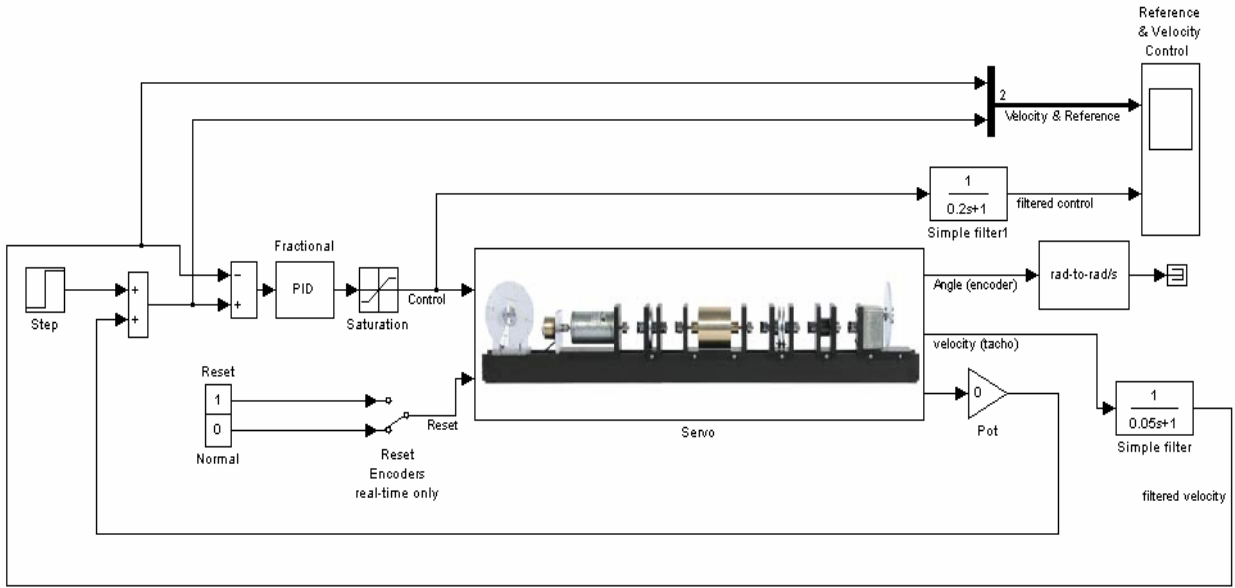 Reference
& Velocity
Control
2
Velocity & Reference
1
0.2s+1
filtered control
Simple filter1
Fractional
PID
Saturation
Control
Step
+
+
−
+
Angle (encoder)
rad-to-rad/s
velocity (tacho)
Reset
1
0
Normal
Reset
Reset
Encoders
real-time only
Servo
0
Pot
1
0.05s+1
Simple filter
filtered velocity